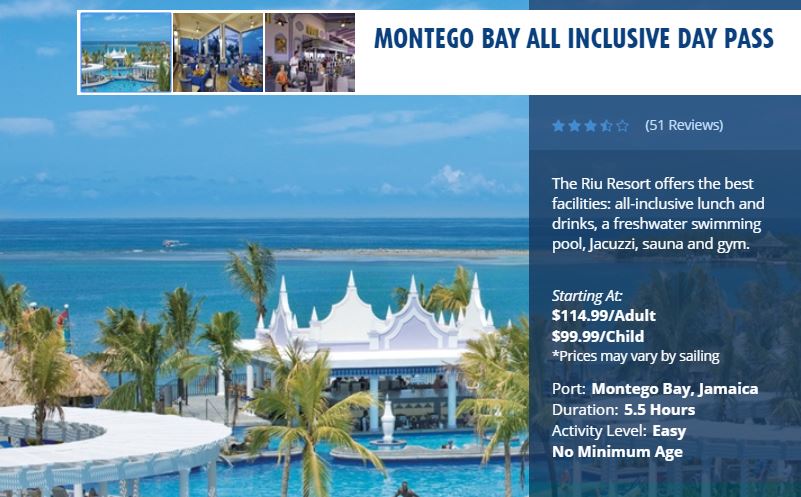 MONTEGO BAY ALL INCLUSIVE DAY PASS
(51 Reviews)
The Riu Resort offers the best
facilities: all-inclusive lunch and
drinks, a freshwater swimming
pool, Jacuzzi, sauna and gym.
Starting At:
$114.99/Adult
$99.99/Child
*Prices may vary by sailing
Port: Montego Bay, Jamaica
Duration: 5.5 Hours
Activity Level: Easy
No Minimum Age